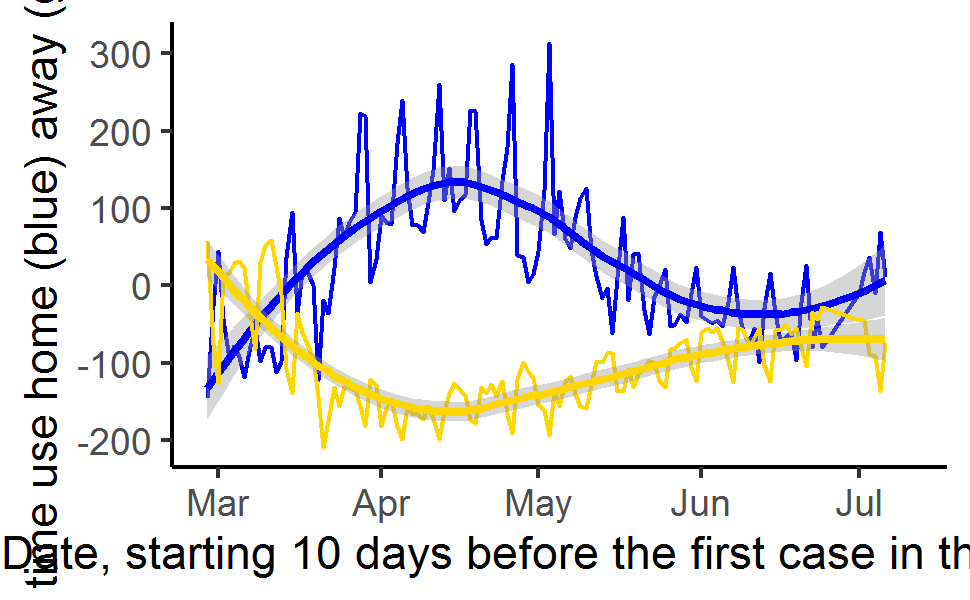 time use home (blue) away (
300
200
100
0
-100
-200
Mar Apr May Jun Jul
Date, starting 10 days before the first case in th